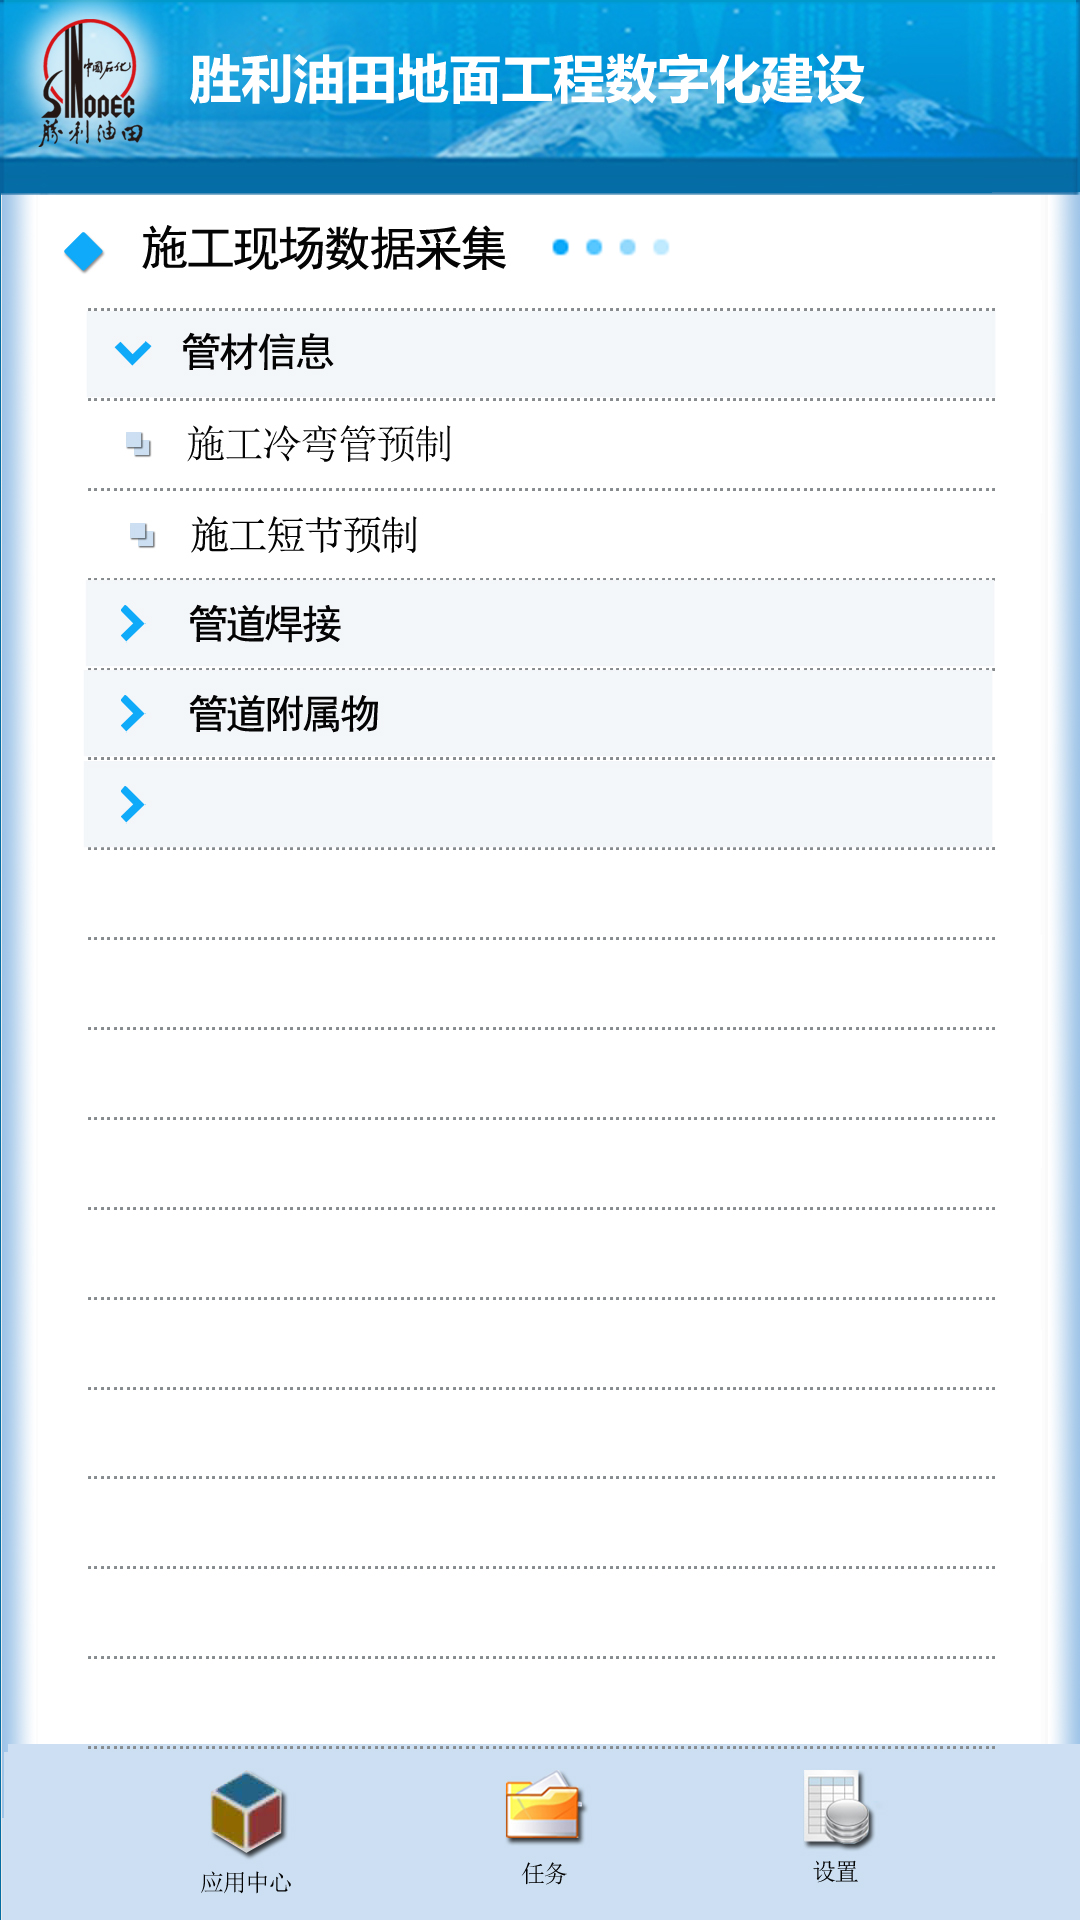 中国石化
SINOPEC
胜利油田
胜利油田地面工程数字化建设
施工现场数据采集
管材信息
施工冷弯管预制
施工短节预制
管道焊接
管道附属物
应用中心
任务
设置